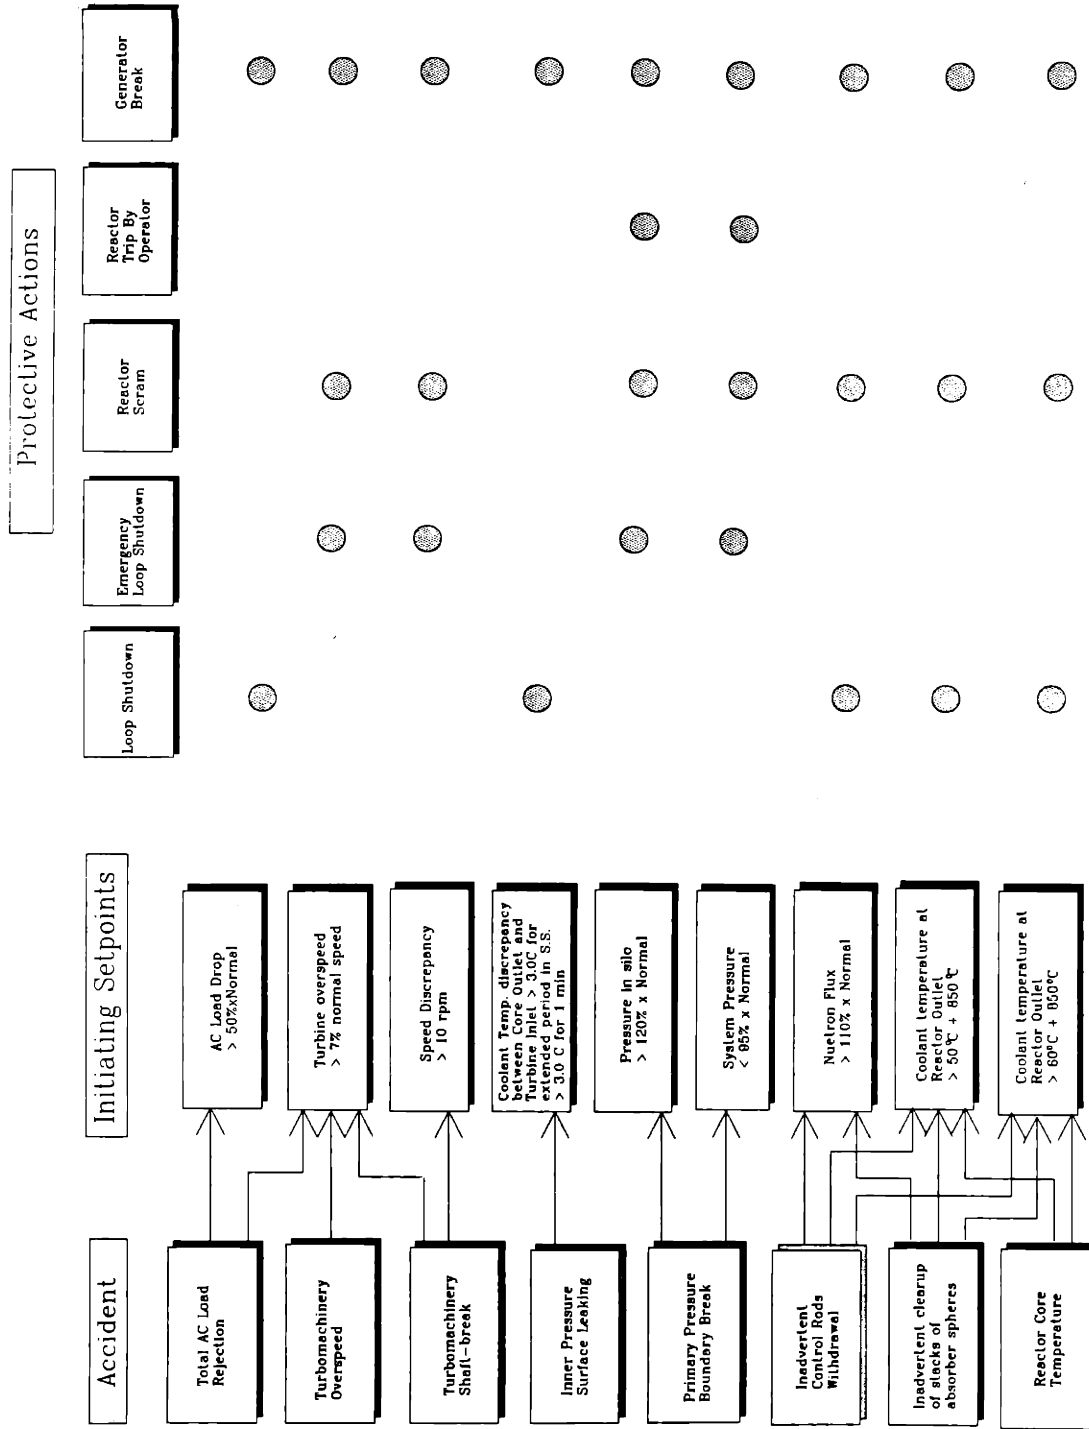 Protective Actions
Accident
Initiating Setpoints
Loop Shutdown
Emergency
Loop Shutdown
Reactor
Scram
Reactor
Trip By
Operator
Generator
Break
Total AC Load
Rejection
AC Load Drop
> 50%xNormal
Turbomachinery
Overspeed
Turbine overspeed
> 7% normal speed
Turbomachinery
Shaft-break
Speed Discrepancy
> 10 rpm
Inner Pressure
Surface Leaking
Coolant Temp. discrepancy
between Core Outlet and
Turbine Inlet > 3.0C for
extended period in S.S.
> 3.0 C for 1 min
Primary Pressure
Boundary Break
Pressure in silo
> 120% x Normal
System Pressure
< 95% x Normal
Inadvertent
Control Rods
Withdrawal
Nuetron Flux
> 110% x Normal
Inadvertent clearup
of stacks of
absorber spheres
Coolant temperature at
Reactor Outlet
> 50°C + 850°C
Reactor Core
Temperature
Coolant temperature at
Reactor Outlet
> 60°C + 850°C